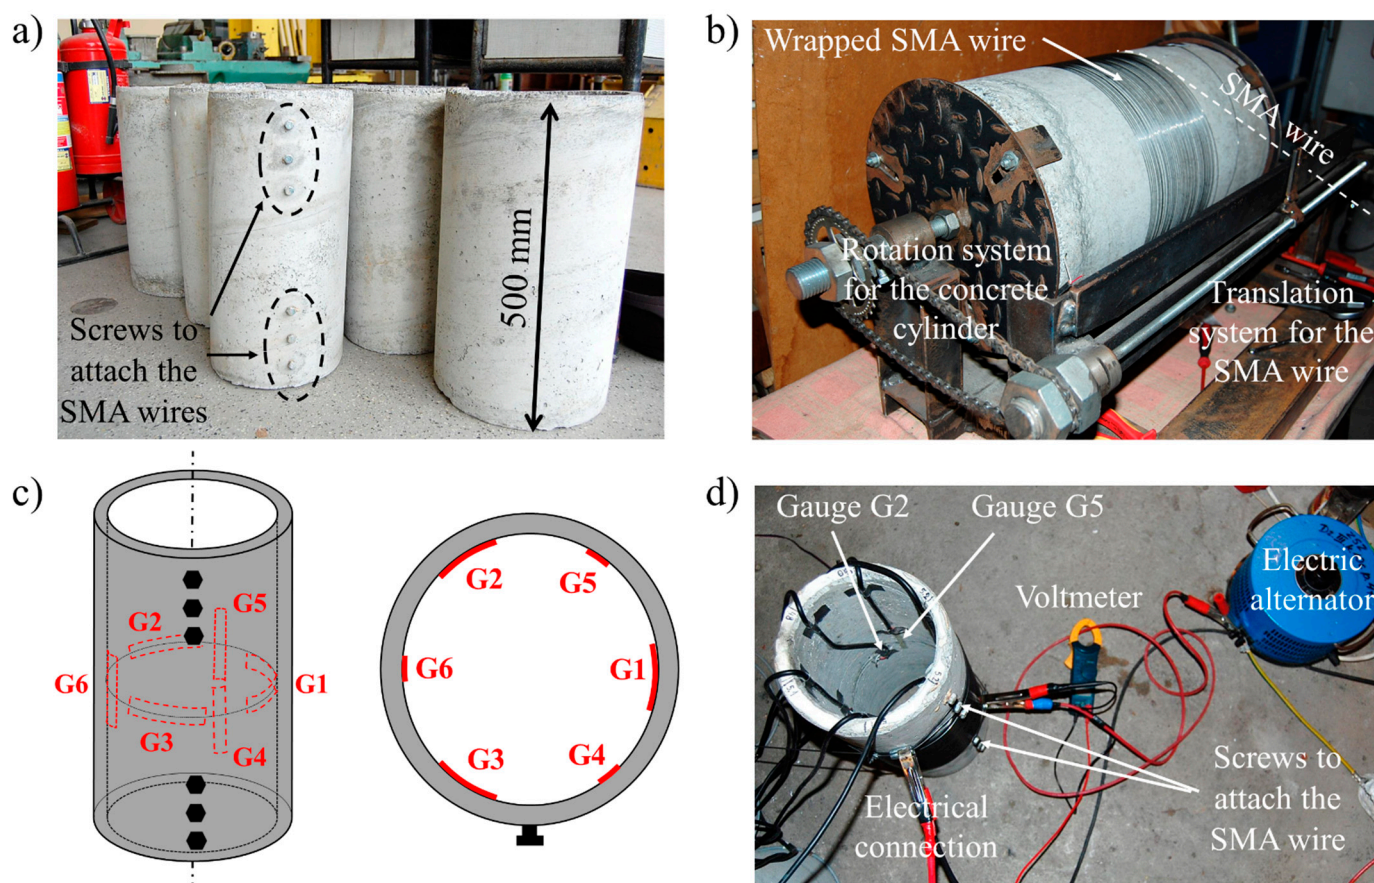 a)
500 mm
Screws to
attach the
SMA wires
b)
Wrapped SMA wire
SMA wire
Rotation system
for the concrete
cylinder
Translation
system for the
SMA wire
c)
G5
G2
G6
G1
G3
G4
G2
G5
G6
G1
G3
G4
d)
Gauge G2
Gauge G5
Voltmeter
Electric
alternator
Electrical
connection
Screws to
attach the
SMA wire